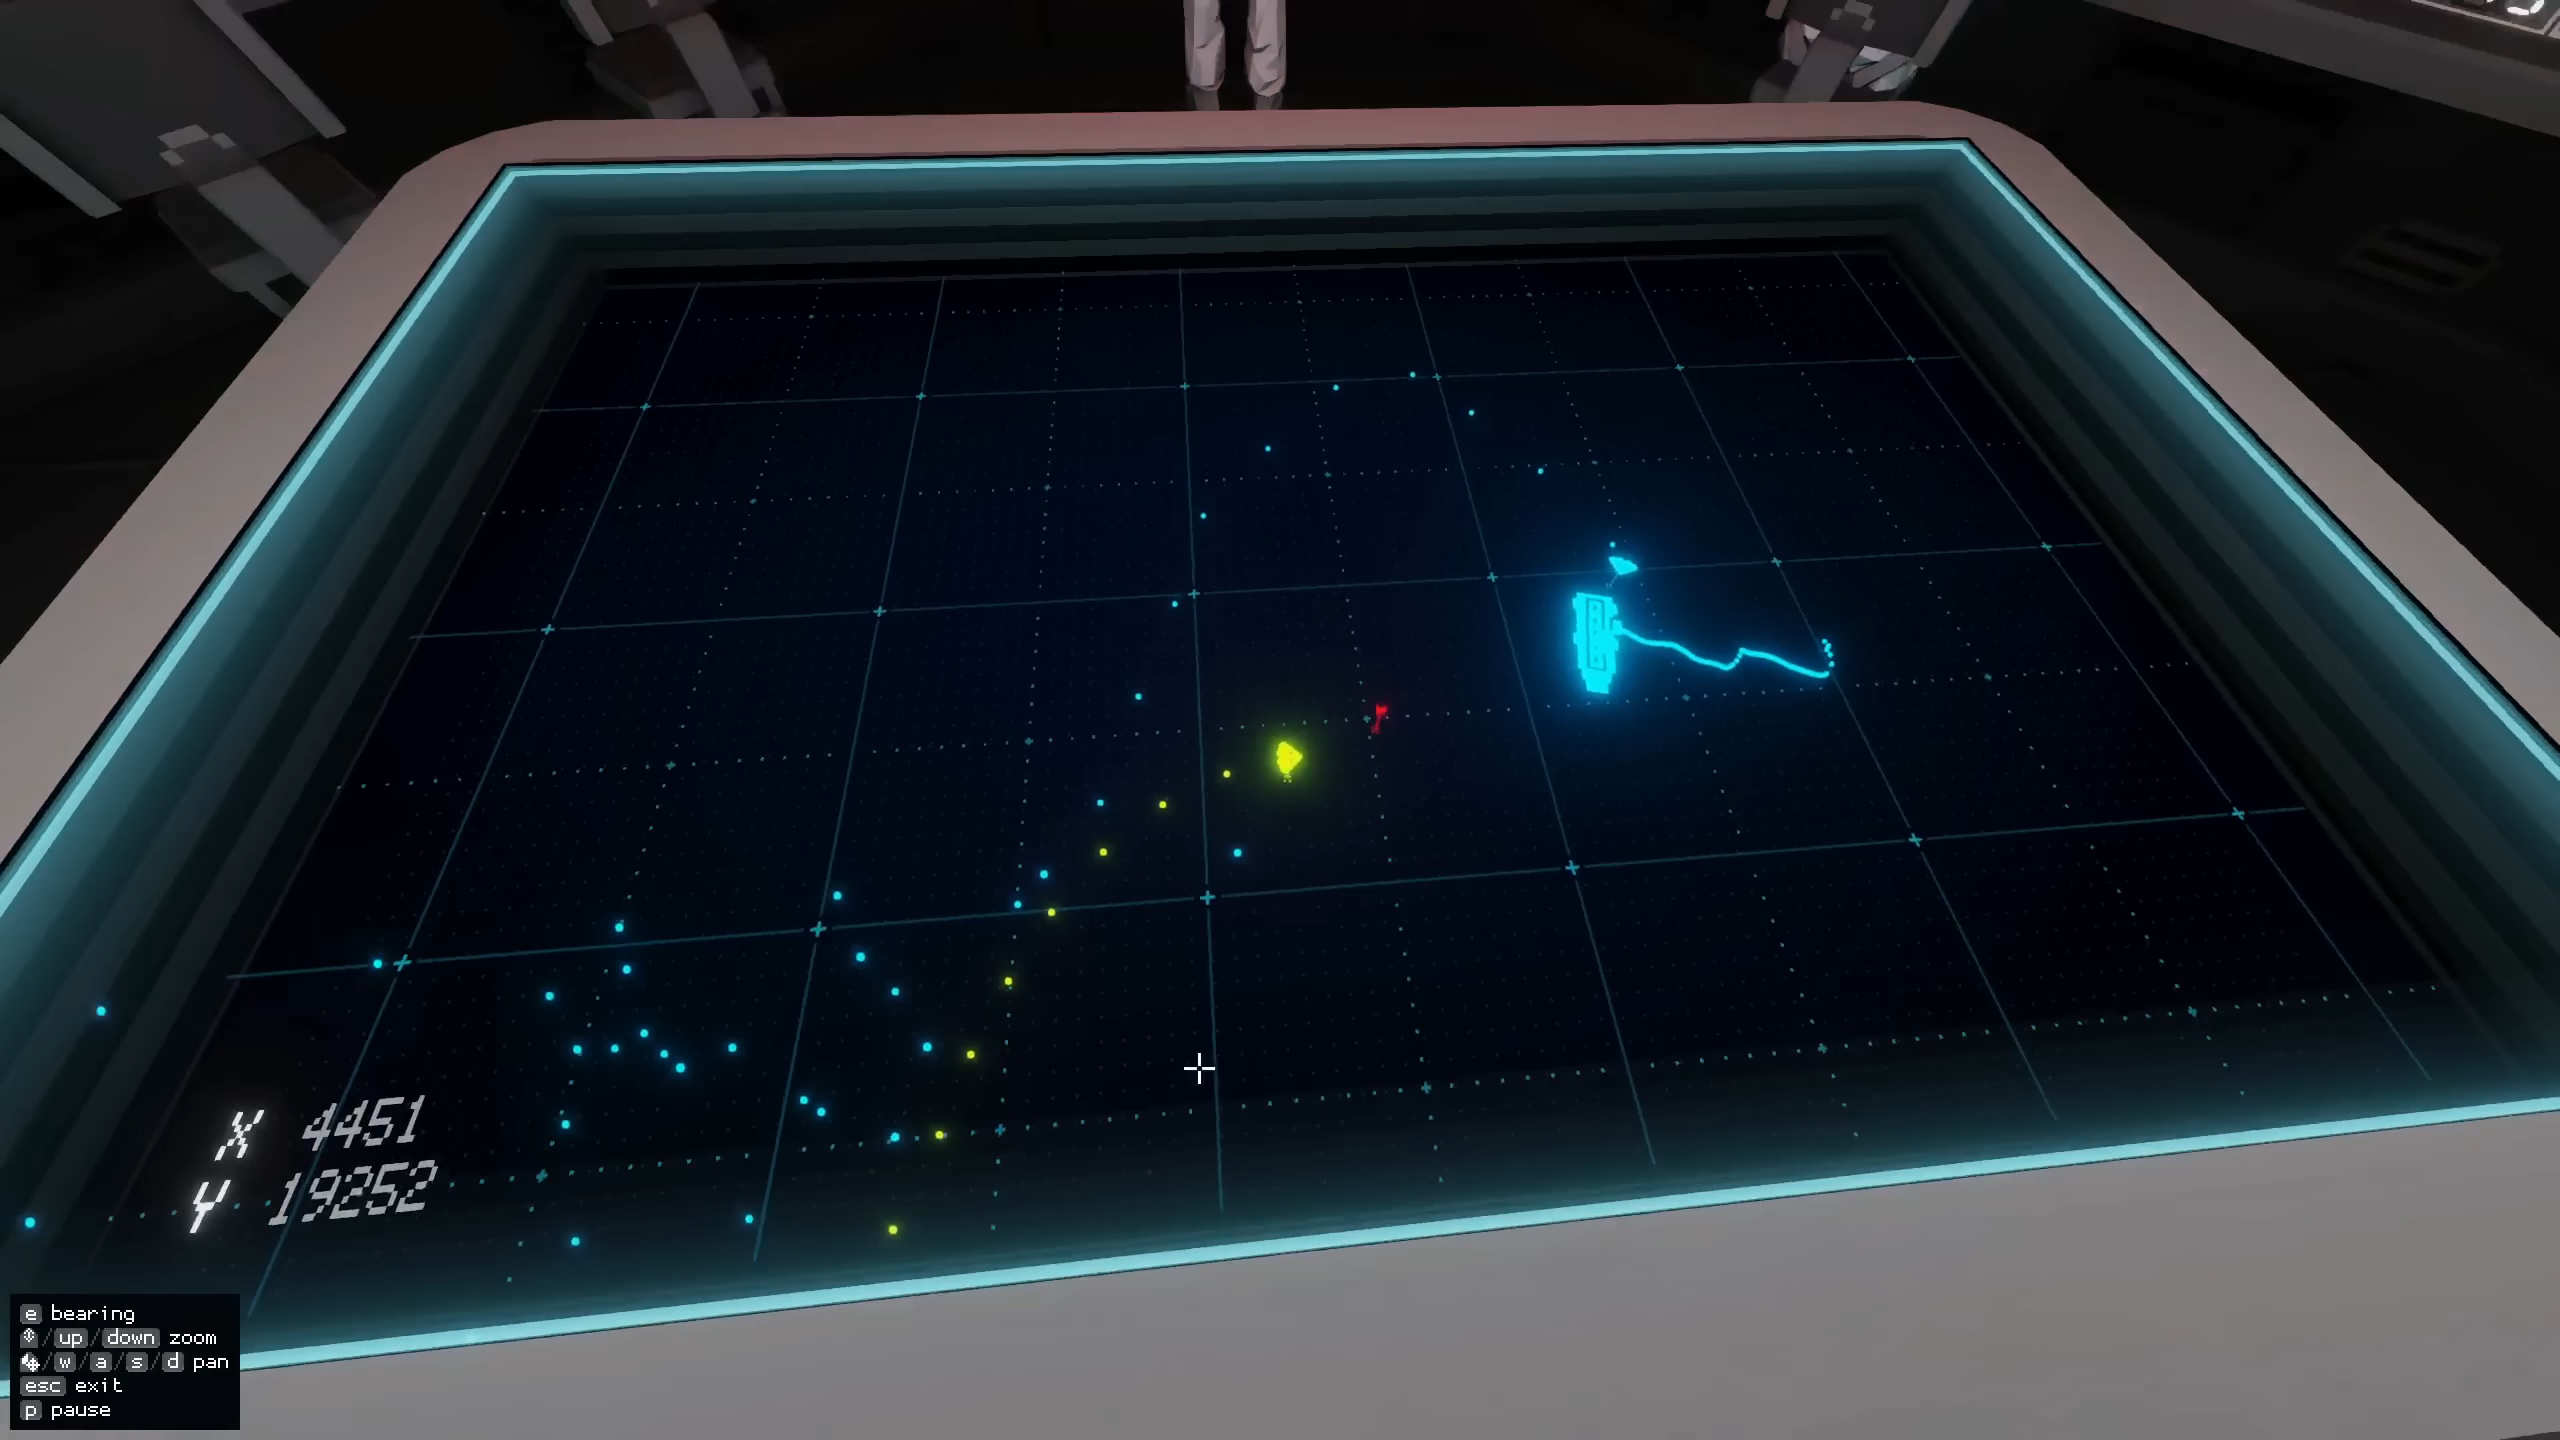 X 4451
Y 19252
e bearing
/ up / down zoom
/ w / a / s / d pan
esc exit
p pause